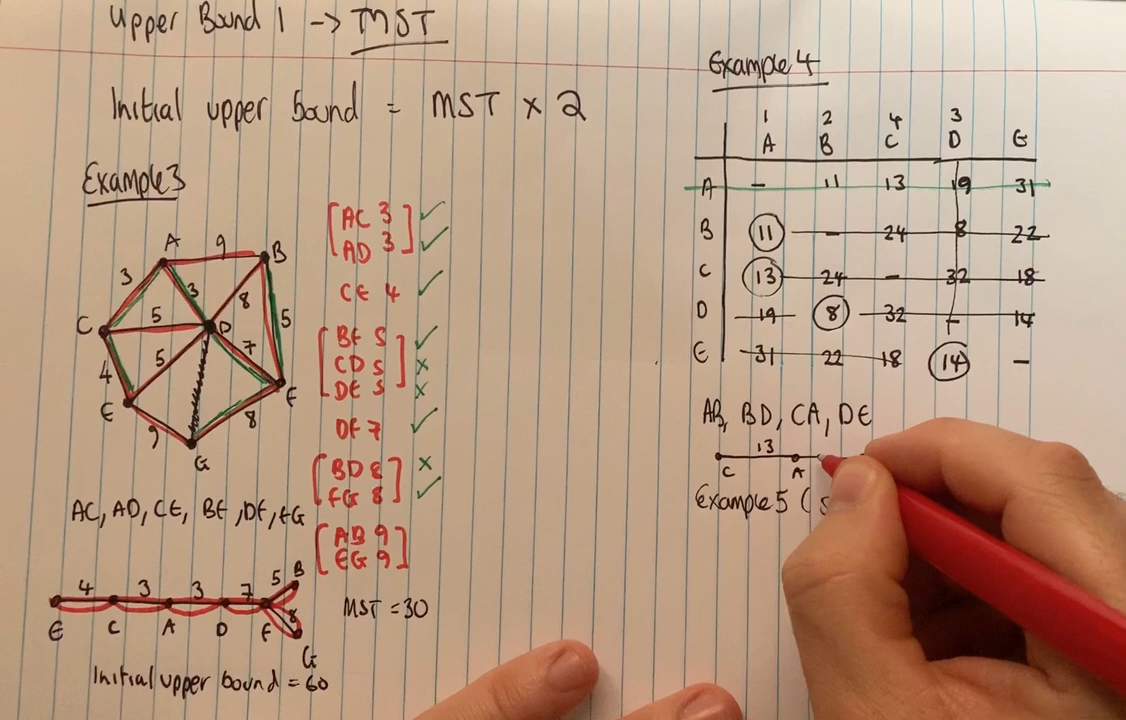 Upper Bound 1 -> MST
Initial upper bound = MST x 2
Example 3
A 9 B
3 3 8 5
C 5 D
4 5 7
E F
9 8
G
[AC 3] ✓
[AD 3] ✓
CE 4 ✓
[BF 5] ✓
[CD 5] x
[DE 5] x
DF 7 ✓
[BD 8] x
[FG 8] ✓
[AB 9]
[EG 9]
AC, AD, CE, BF, DF, FG
4 3 3 7 5 B
8
E C A D F
G
MST = 30
Initial upper bound = 60
Example 4
1 2 4 3
A B C D E
A - 11 13 19 31
B 11 - 24 8 22
C 13 24 - 32 18
D 19 8 32 - 14
E 31 22 18 14 -
AB, BD, CA, DE
13
C A
Example 5 (